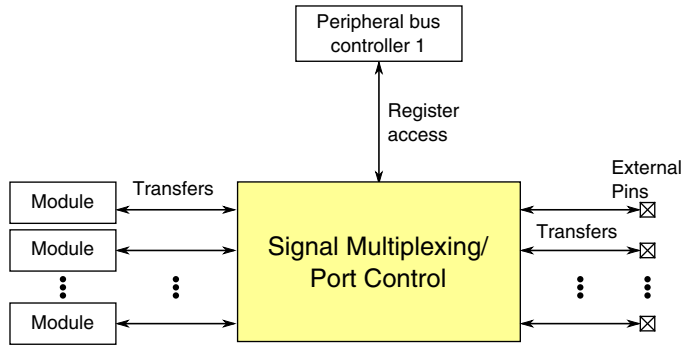 Peripheral bus
controller 1
Register
access
External
Pins
Module
Transfers
Module
Transfers
Signal Multiplexing/
Port Control
Module